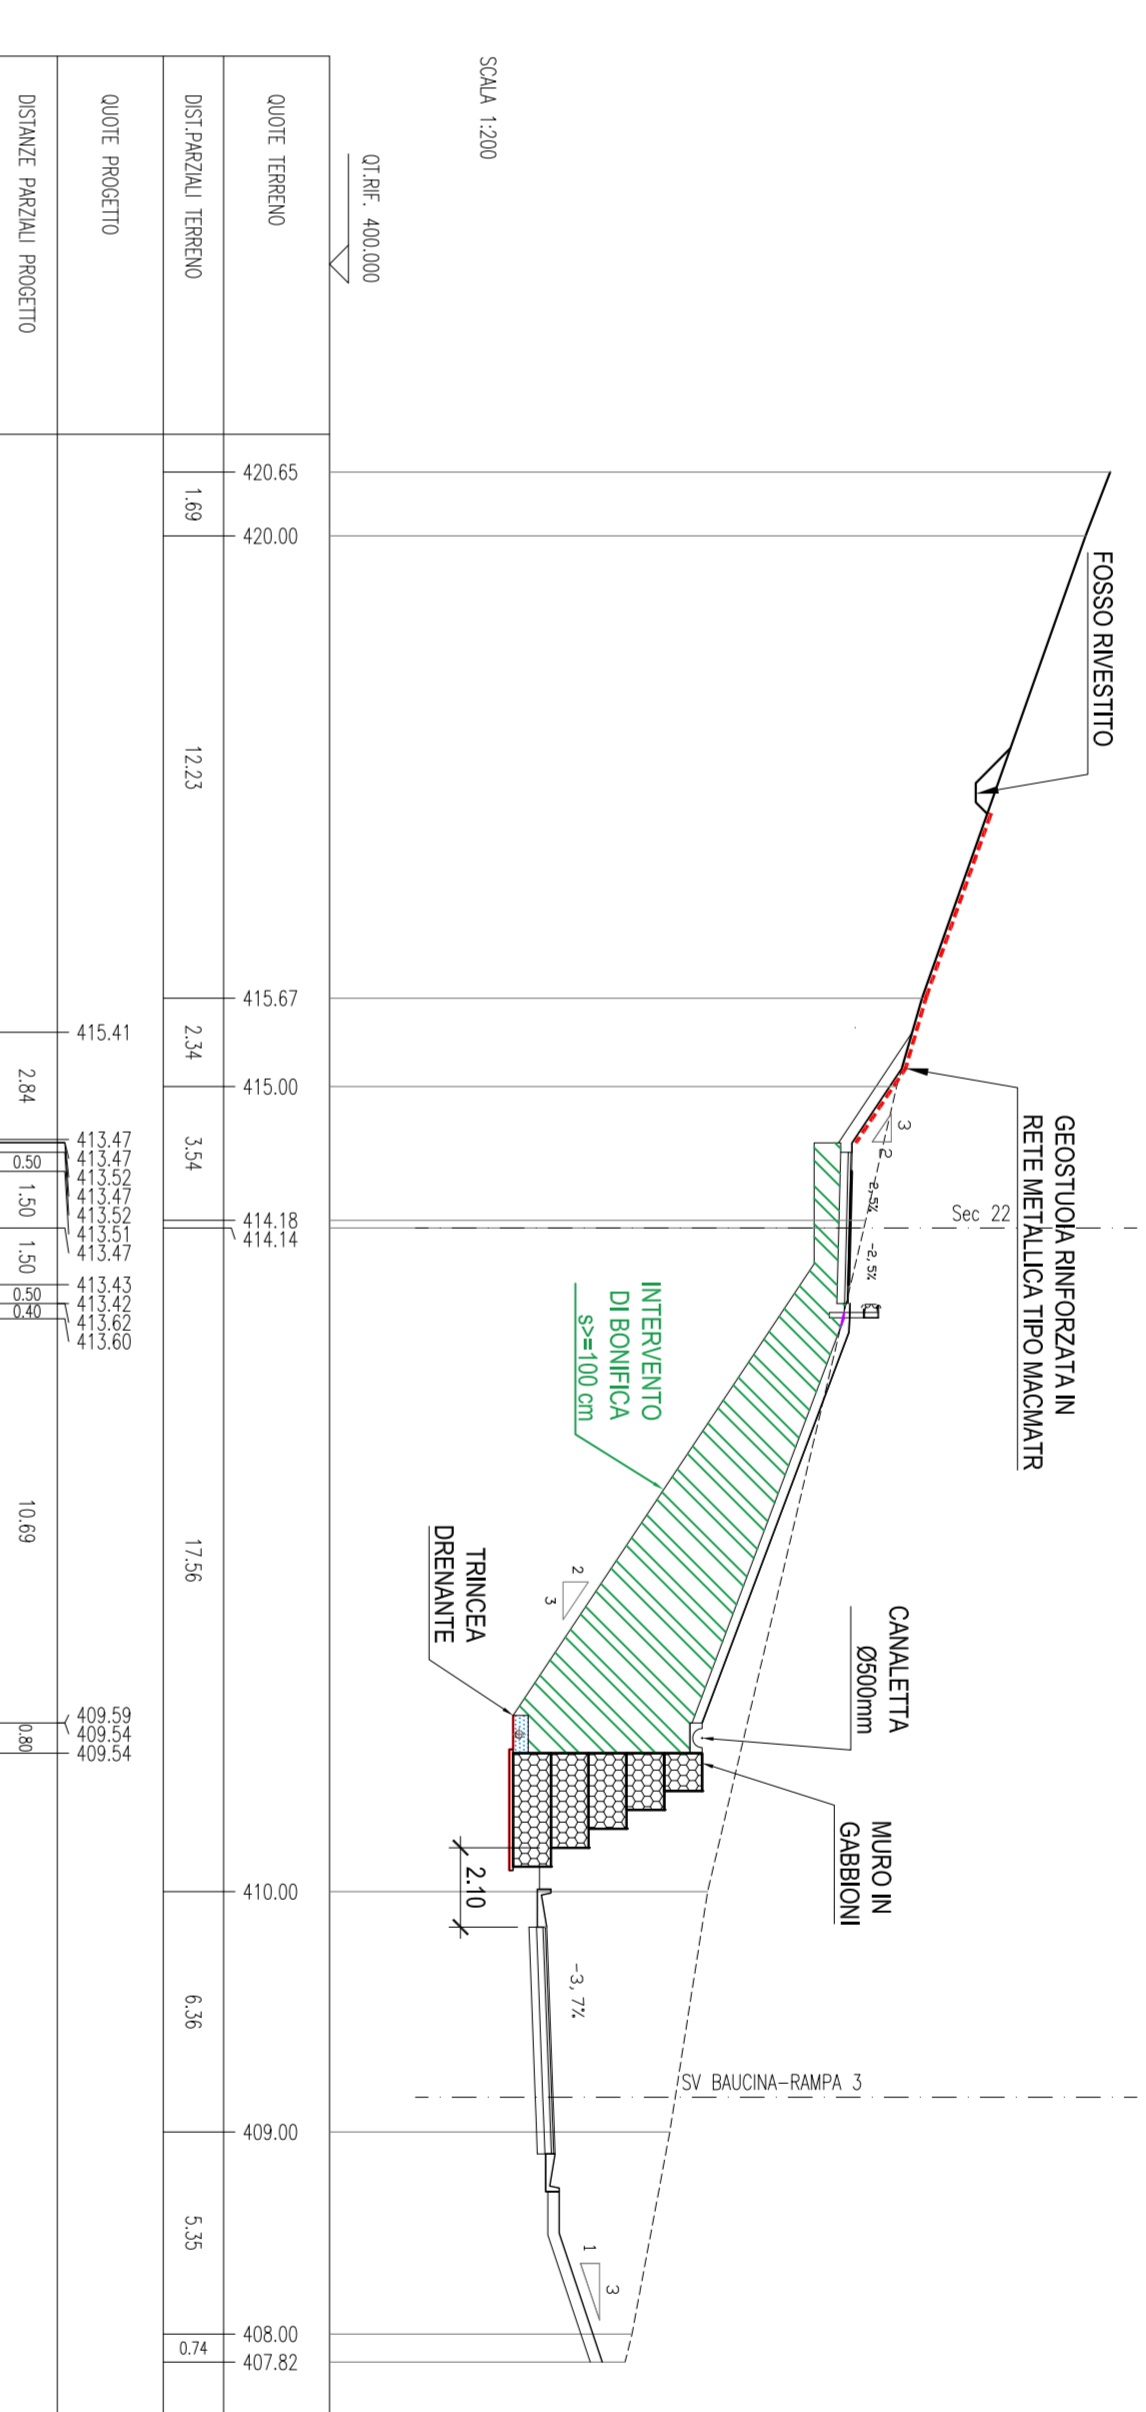 FOSSO RIVESTITO
GEOSTUOIA RINFORZATA IN
RETE METALLICA TIPO MACMATR
3
2
Sec 22
2,5%
-2,5%
CANALETTA
Ø500mm
MURO IN
GABBIONI
SV BAUCINA-RAMPA 3
INTERVENTO
DI BONIFICA
s>=100 cm
2
3
-3,7%
1
3
TRINCEA
DRENANTE
2.10
SCALA 1:200
QT.RIF. 400.000
QUOTE TERRENO
420.65
420.00
415.67
415.00
414.18
414.14
410.00
409.00
408.00
407.82
DIST.PARZIALI TERRENO
1.69
12.23
2.34
3.54
17.56
6.36
5.35
0.74
QUOTE PROGETTO
415.41
413.47
413.47
413.52
413.47
413.52
413.51
413.47
413.43
413.42
413.62
413.60
409.59
409.54
409.54
DISTANZE PARZIALI PROGETTO
2.84
0.50
1.50
1.50
0.50
0.40
10.69
0.80